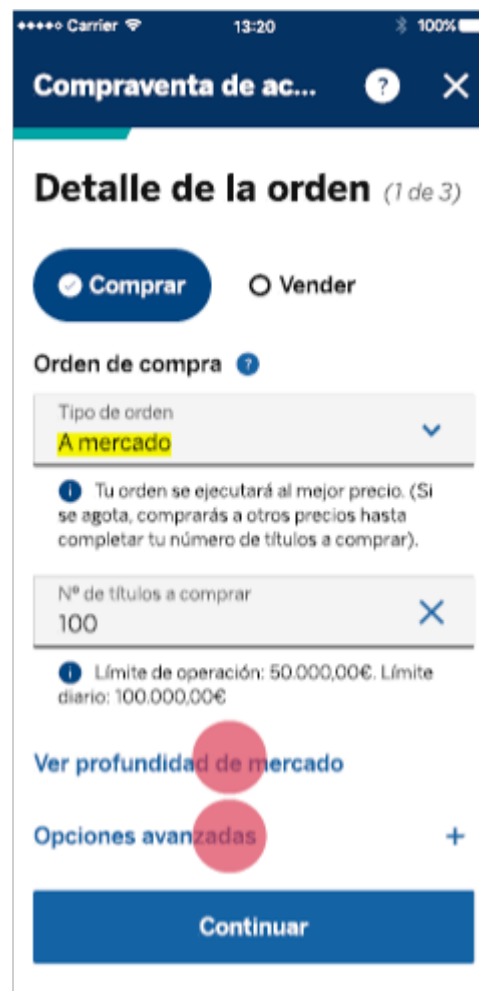 Carrier 13:20 100%
Compraventa de ac... ?
Detalle de la orden (1 de 3)
Comprar Vender
Orden de compra ?
Tipo de orden
A mercado
Tu orden se ejecutará al mejor precio. (Si
se agota, comprarás a otros precios hasta
completar tu número de títulos a comprar).
Nº de títulos a comprar
100
Límite de operación: 50.000,00€. Límite
diario: 100.000,00€
Ver profundidad de mercado
Opciones avanzadas +
Continuar